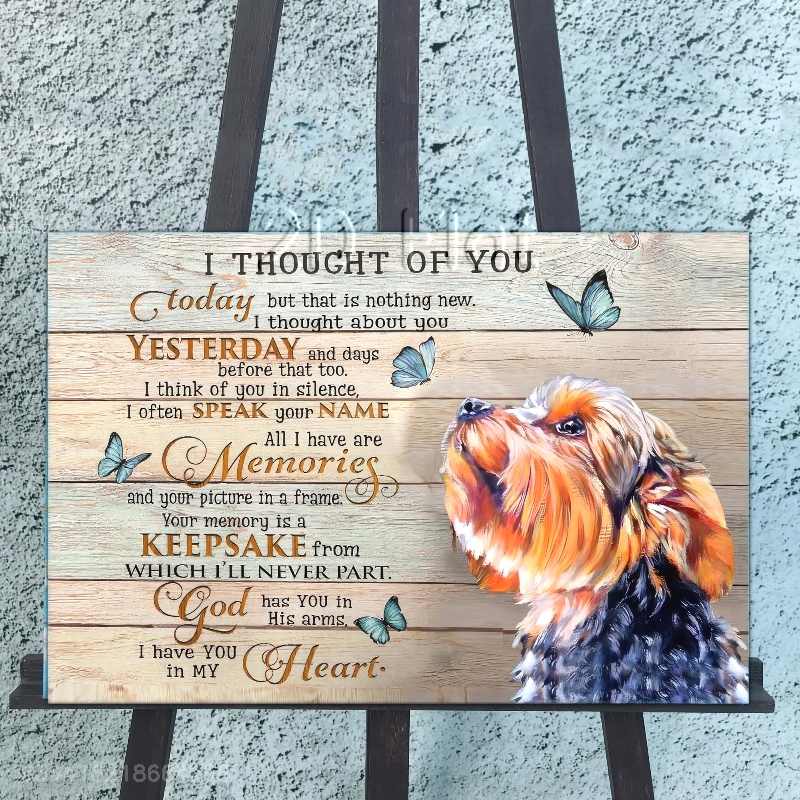 2D Flat
I THOUGHT OF YOU
today but that is nothing new.
I thought about you
YESTERDAY and days
before that too.
I think of you in silence,
I often SPEAK your NAME
All I have are
Memories
and your picture in a frame.
Your memory is a
KEEPSAKE from
WHICH I'LL NEVER PART.
God has YOU in
His arms,
I have YOU
in MY Heart.